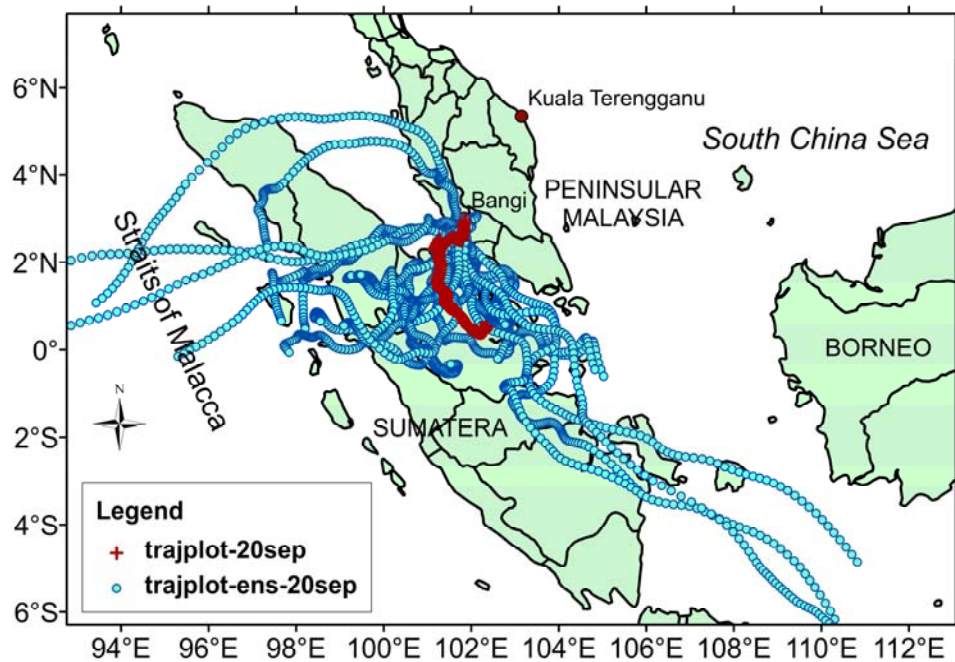 6°N
4°N
2°N
0°
2°S
4°S
6°S
Kuala Terengganu
South China Sea
PENINSULAR
MALAYSIA
Bangi
Straits of Malacca
BORNEO
SUMATERA
N
Legend
trajplot-20sep
trajplot-ens-20sep
94°E 96°E 98°E 100°E 102°E 104°E 106°E 108°E 110°E 112°E